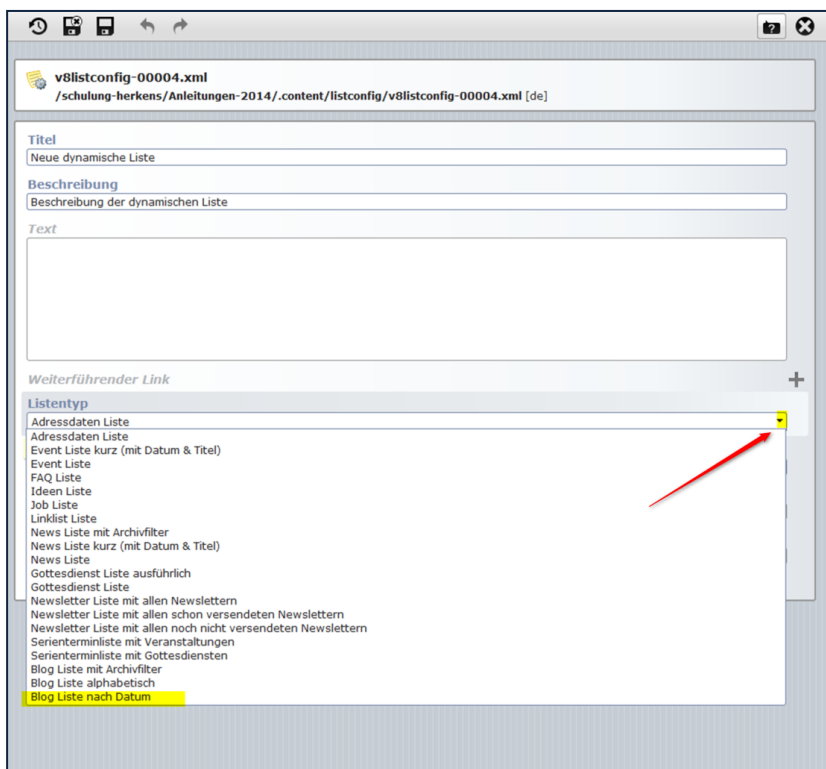 v8listconfig-00004.xml
/schulung-herkens/Anleitungen-2014/.content/listconfig/v8listconfig-00004.xml [de]
Titel
Neue dynamische Liste
Beschreibung
Beschreibung der dynamischen Liste
Text
Weiterführender Link
Listentyp
Adressdaten Liste
Adressdaten Liste
Event Liste kurz (mit Datum & Titel)
Event Liste
FAQ Liste
Ideen Liste
Job Liste
Linklist Liste
News Liste mit Archivfilter
News Liste kurz (mit Datum & Titel)
News Liste
Gottesdienst Liste ausführlich
Gottesdienst Liste
Newsletter Liste mit allen Newslettern
Newsletter Liste mit allen schon versendeten Newslettern
Newsletter Liste mit allen noch nicht versendeten Newslettern
Serienterminliste mit Veranstaltungen
Serienterminliste mit Gottesdiensten
Blog Liste mit Archivfilter
Blog Liste alphabetisch
Blog Liste nach Datum